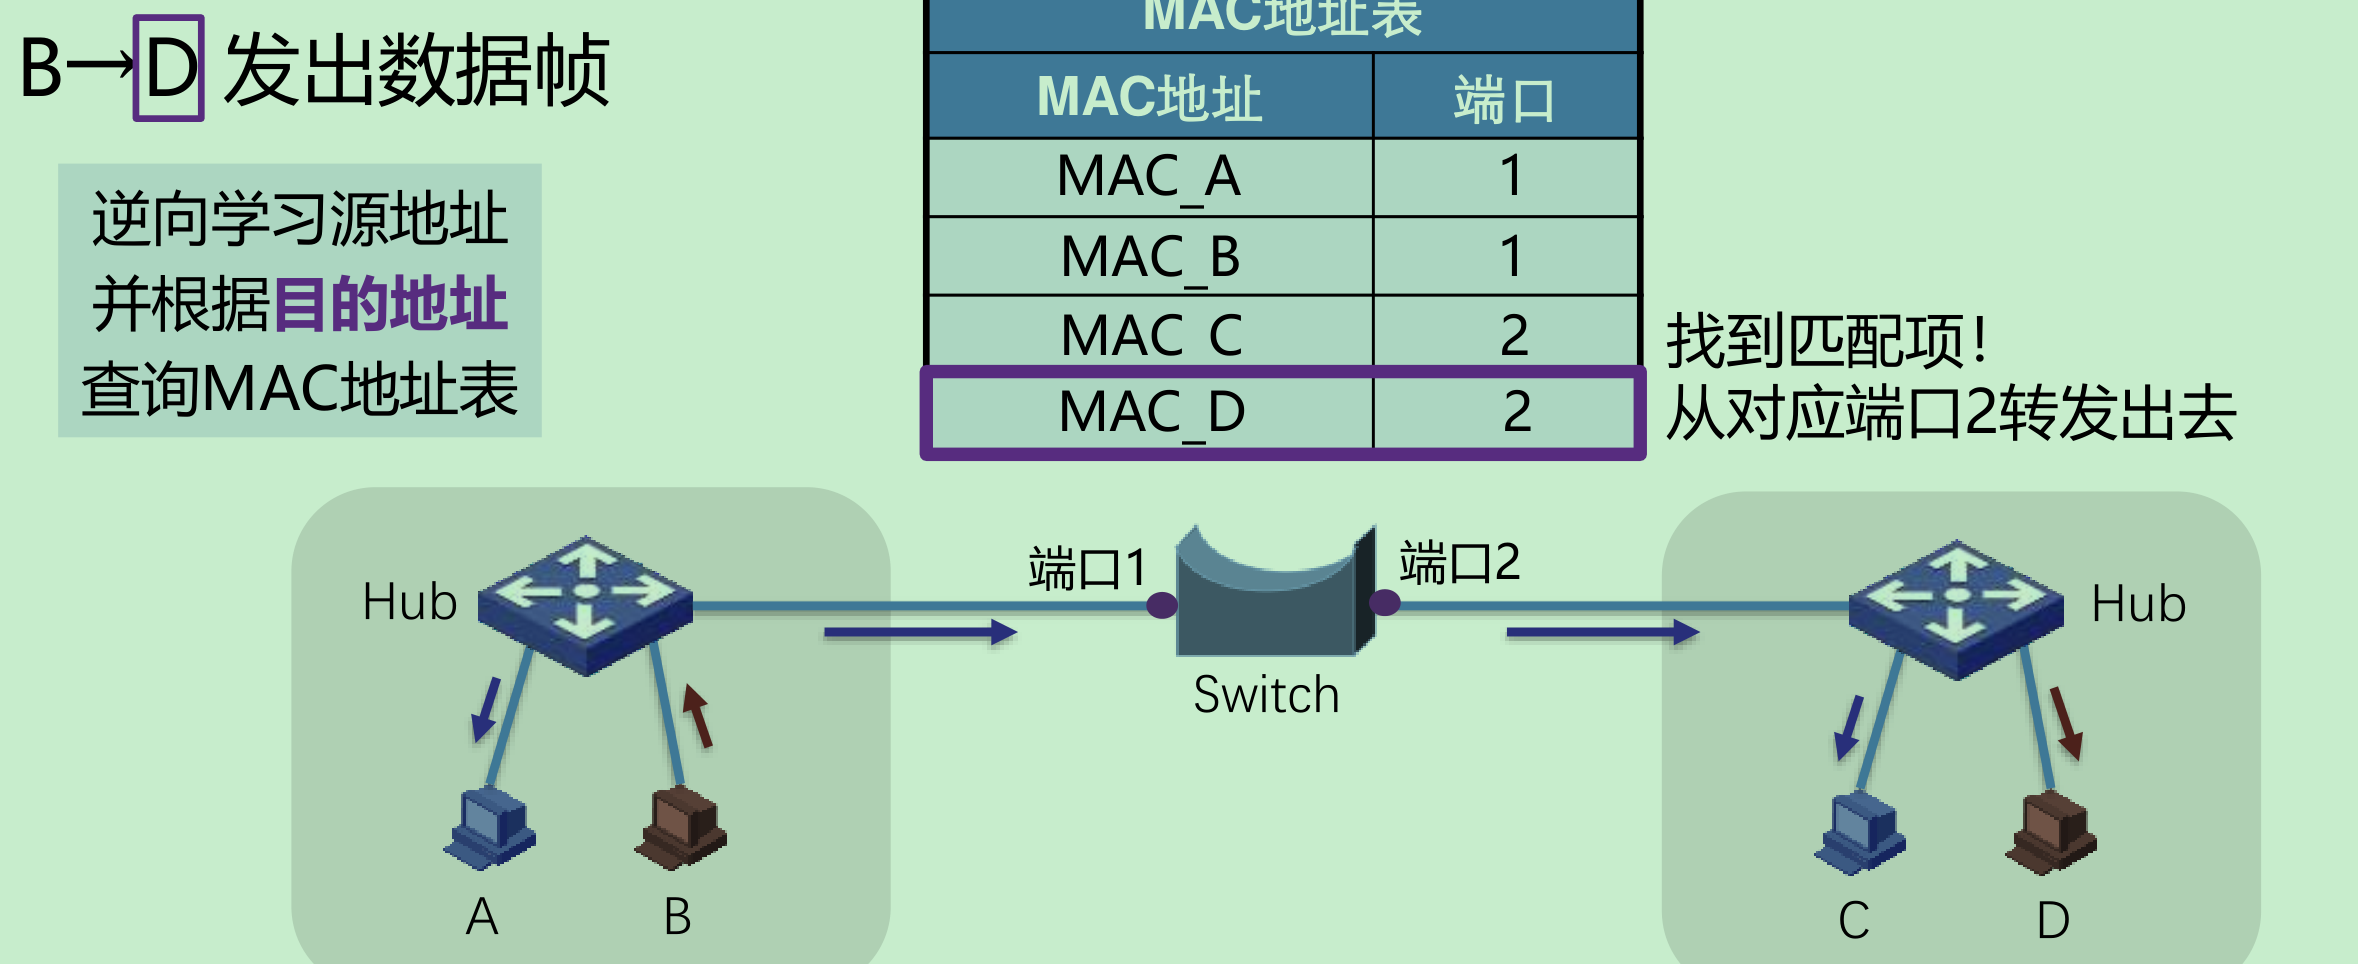 B→D 发出数据帧
逆向学习源地址
并根据目的地址
查询MAC地址表
MAC地址表
MAC地址 端口
MAC_A 1
MAC_B 1
MAC_C 2
MAC_D 2
找到匹配项！
从对应端口2转发出去
Hub
端口1
端口2
Hub
Switch
A
B
C
D